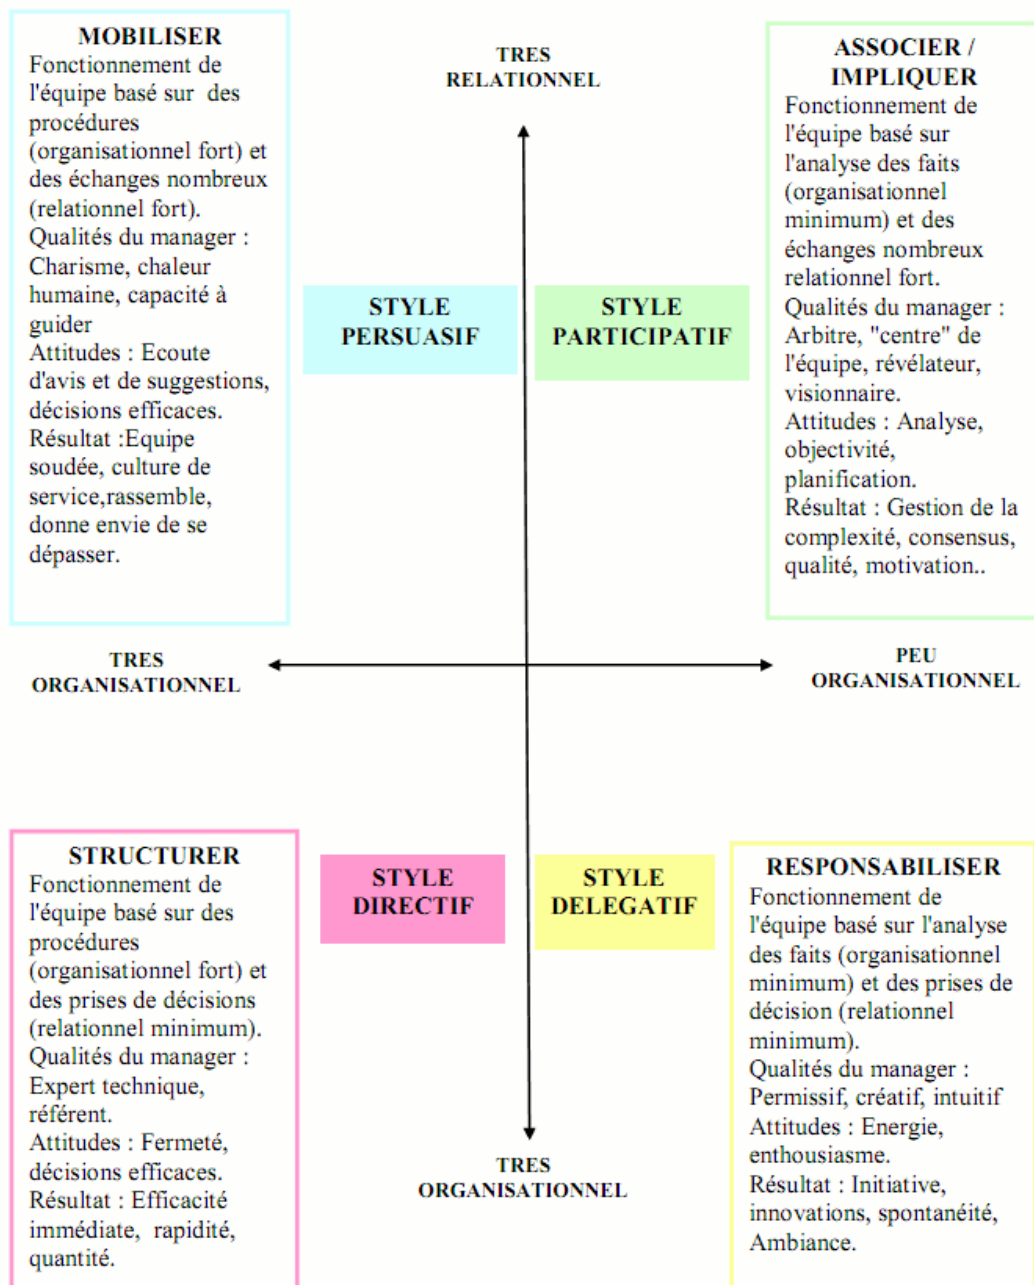 MOBILISER
Fonctionnement de
l'équipe basé sur des
procédures
(organisationnel fort) et
des échanges nombreux
(relationnel fort).
Qualités du manager :
Charisme, chaleur
humaine, capacité à
guider
Attitudes : Ecoute
d'avis et de suggestions,
décisions efficaces.
Résultat :Equipe
soudée, culture de
service,rassemble,
donne envie de se
dépasser.
TRES
RELATIONNEL
ASSOCIER /
IMPLIQUER
Fonctionnement de
l'équipe basé sur
l'analyse des faits
(organisationnel
minimum) et des
échanges nombreux
relationnel fort.
Qualités du manager :
Arbitre, "centre" de
l'équipe, révélateur,
visionnaire.
Attitudes : Analyse,
objectivité,
planification.
Résultat : Gestion de la
complexité, consensus,
qualité, motivation..
STYLE
PERSUASIF
STYLE
PARTICIPATIF
TRES
ORGANISATIONNEL
PEU
ORGANISATIONNEL
STRUCTURER
Fonctionnement de
l'équipe basé sur des
procédures
(organisationnel fort) et
des prises de décisions
(relationnel minimum).
Qualités du manager :
Expert technique,
référent.
Attitudes : Fermeté,
décisions efficaces.
Résultat : Efficacité
immédiate, rapidité,
quantité.
STYLE
DIRECTIF
STYLE
DELEGATIF
RESPONSABILISER
Fonctionnement de
l'équipe basé sur l'analyse
des faits (organisationnel
minimum) et des prises de
décision (relationnel
minimum).
Qualités du manager :
Permissif, créatif, intuitif
Attitudes : Energie,
enthousiasme.
Résultat : Initiative,
innovations, spontanéité,
Ambiance.
TRES
ORGANISATIONNEL